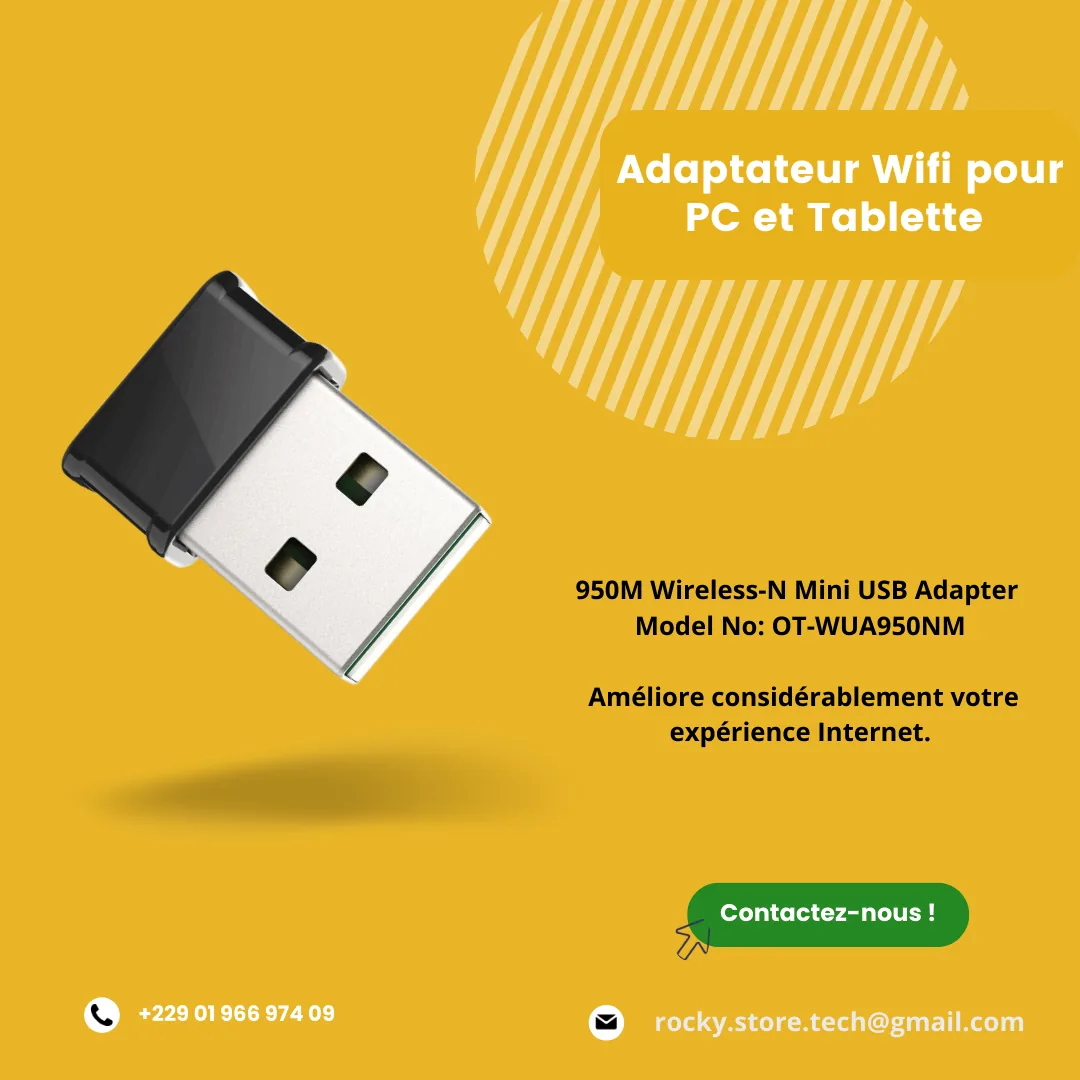 Adaptateur Wifi pour
PC et Tablette
950M Wireless-N Mini USB Adapter
Model No: OT-WUA950NM
Améliore considérablement votre
expérience Internet.
Contactez-nous !
+229 01 966 974 09
rocky.store.tech@gmail.com